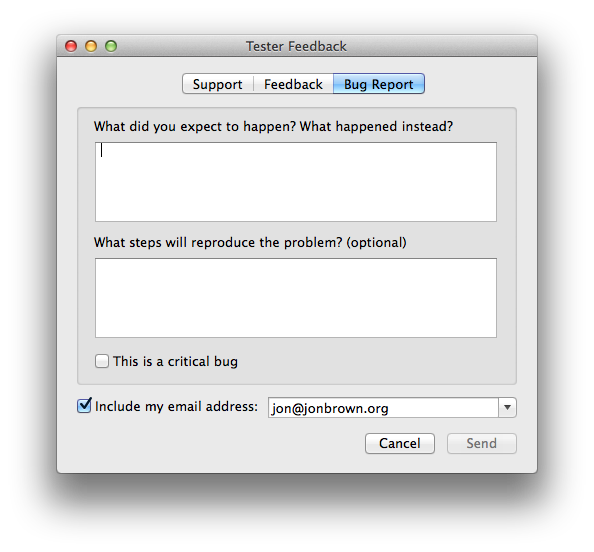 Tester Feedback
Support Feedback Bug Report
What did you expect to happen? What happened instead?
What steps will reproduce the problem? (optional)
This is a critical bug
Include my email address: jon@jonbrown.org
Cancel Send